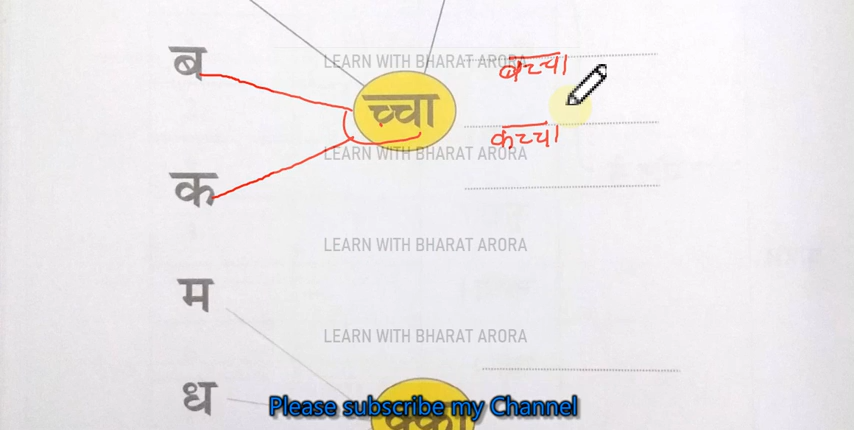 ब
LEARN WITH BHARAT ARORA
बच्चा
च्चा
कच्चा
LEARN WITH BHARAT ARORA
क
LEARN WITH BHARAT ARORA
म
LEARN WITH BHARAT ARORA
ध
क्का
Please subscribe my Channel